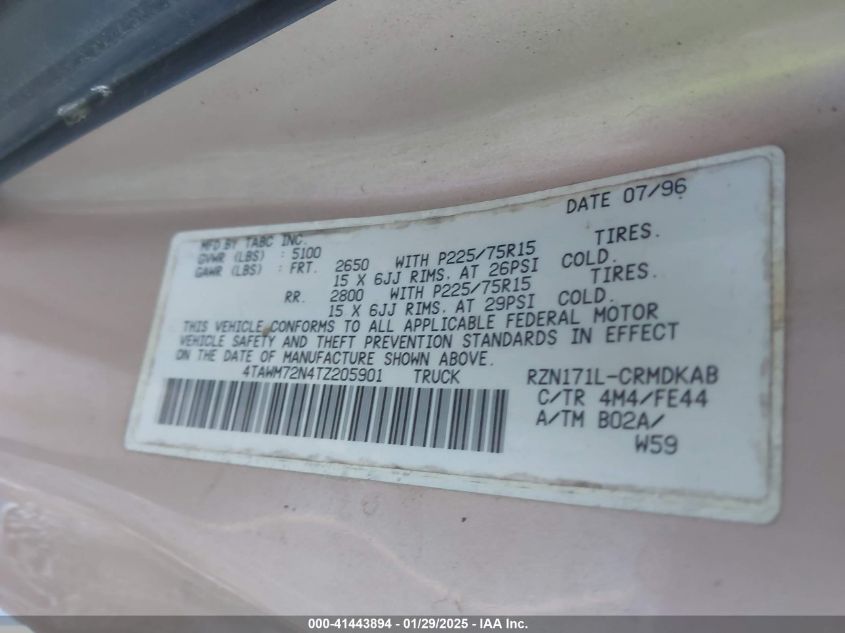 DATE 07/96
MFD BY TABC INC.
GVWR (LBS) : 5100
GAWR (LBS) : FRT. 2650 WITH P225/75R15 TIRES.
15 X 6JJ RIMS, AT 26PSI COLD.
RR. 2800 WITH P225/75R15 TIRES.
15 X 6JJ RIMS, AT 29PSI COLD.
THIS VEHICLE CONFORMS TO ALL APPLICABLE FEDERAL MOTOR
VEHICLE SAFETY AND THEFT PREVENTION STANDARDS IN EFFECT
ON THE DATE OF MANUFACTURE SHOWN ABOVE.
4TAWM72N4TZ205901 TRUCK RZN171L-CRMDKAB
C/TR 4M4/FE44
A/TM B02A/
W59
000-41443894 - 01/29/2025 - IAA Inc.